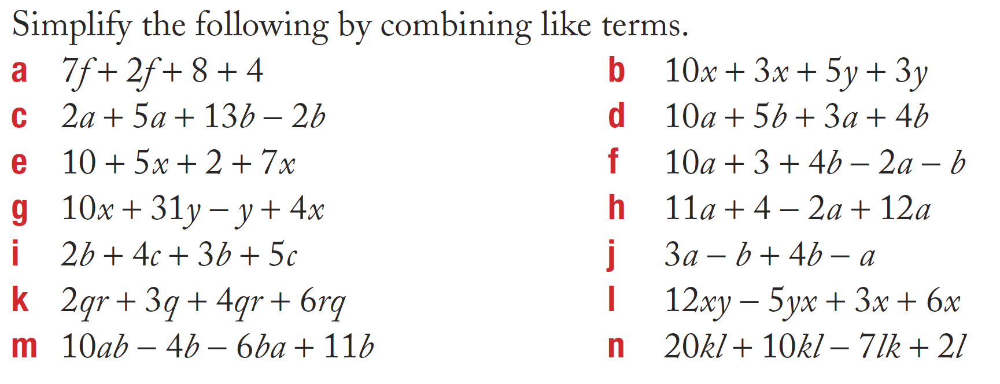 Simplify the following by combining like terms.
a 7f + 2f + 8 + 4 b 10x + 3x + 5y + 3y
c 2a + 5a + 13b – 2b d 10a + 5b + 3a + 4b
e 10 + 5x + 2 + 7x f 10a + 3 + 4b – 2a – b
g 10x + 31y – y + 4x h 11a + 4 – 2a + 12a
i 2b + 4c + 3b + 5c j 3a – b + 4b – a
k 2qr + 3q + 4qr + 6rq l 12xy – 5yx + 3x + 6x
m 10ab – 4b – 6ba + 11b n 20kl + 10kl – 7lk + 2l